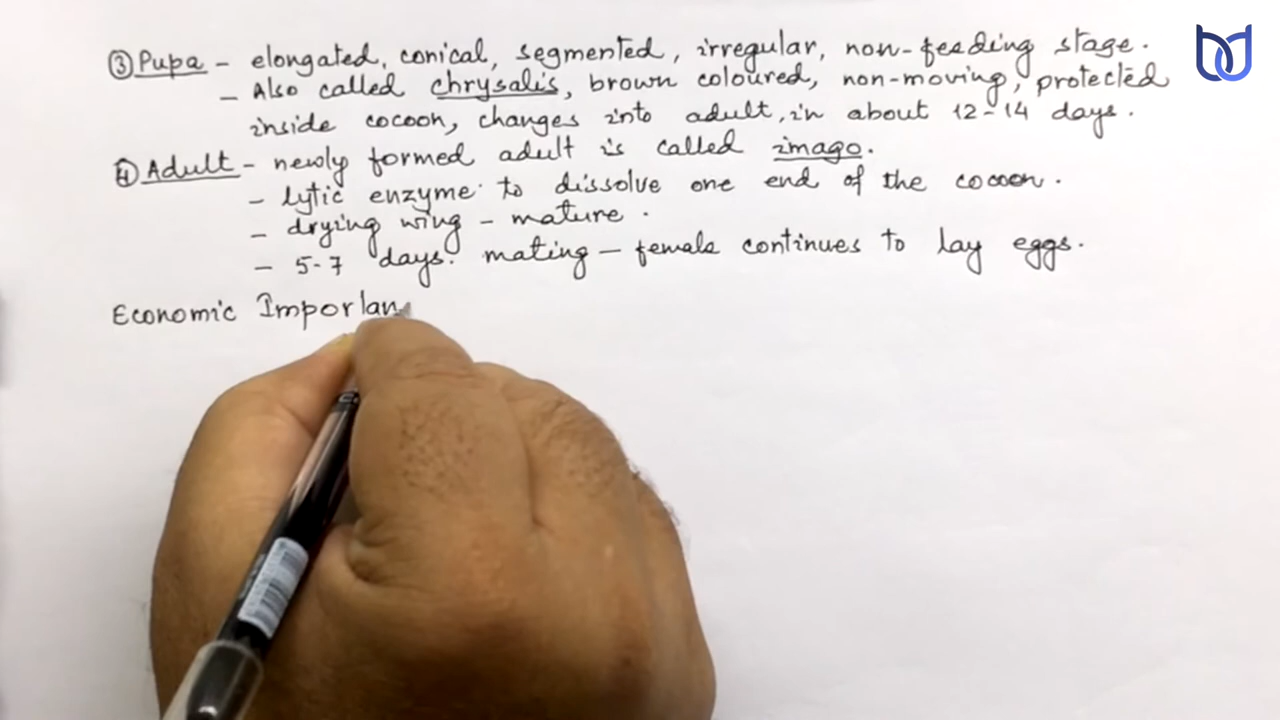 ③ Pupa - elongated, conical, segmented, irregular, non-feeding stage.
- Also called chrysalis, brown coloured, non-moving, protected
inside cocoon, changes into adult, in about 12-14 days.
④ Adult - newly formed adult is called imago.
- lytic enzyme to dissolve one end of the cocoon.
- drying wing - mature.
- 5-7 days. mating - female continues to lay eggs.
Economic Importan